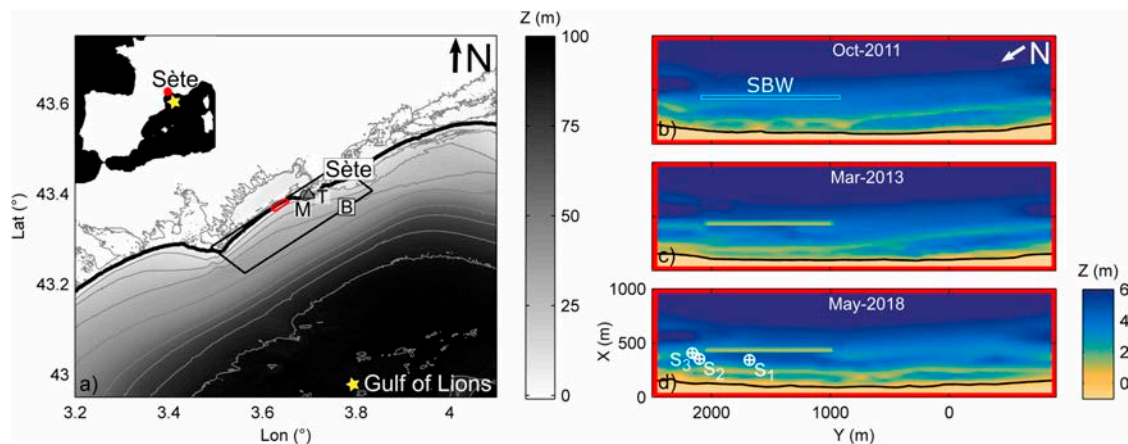 Z (m)
100
75
50
25
0
N
Sète
Sète
M
T
B
Gulf of Lions
a)
43.6
43.4
43.2
43
Lat (°)
3.2
3.4
3.6
3.8
4
Lon (°)
Oct-2011
N
SBW
b)
Mar-2013
c)
May-2018
S3
S2
S1
d)
1000
500
0
X (m)
2000
1000
0
Y (m)
Z (m)
6
4
2
0